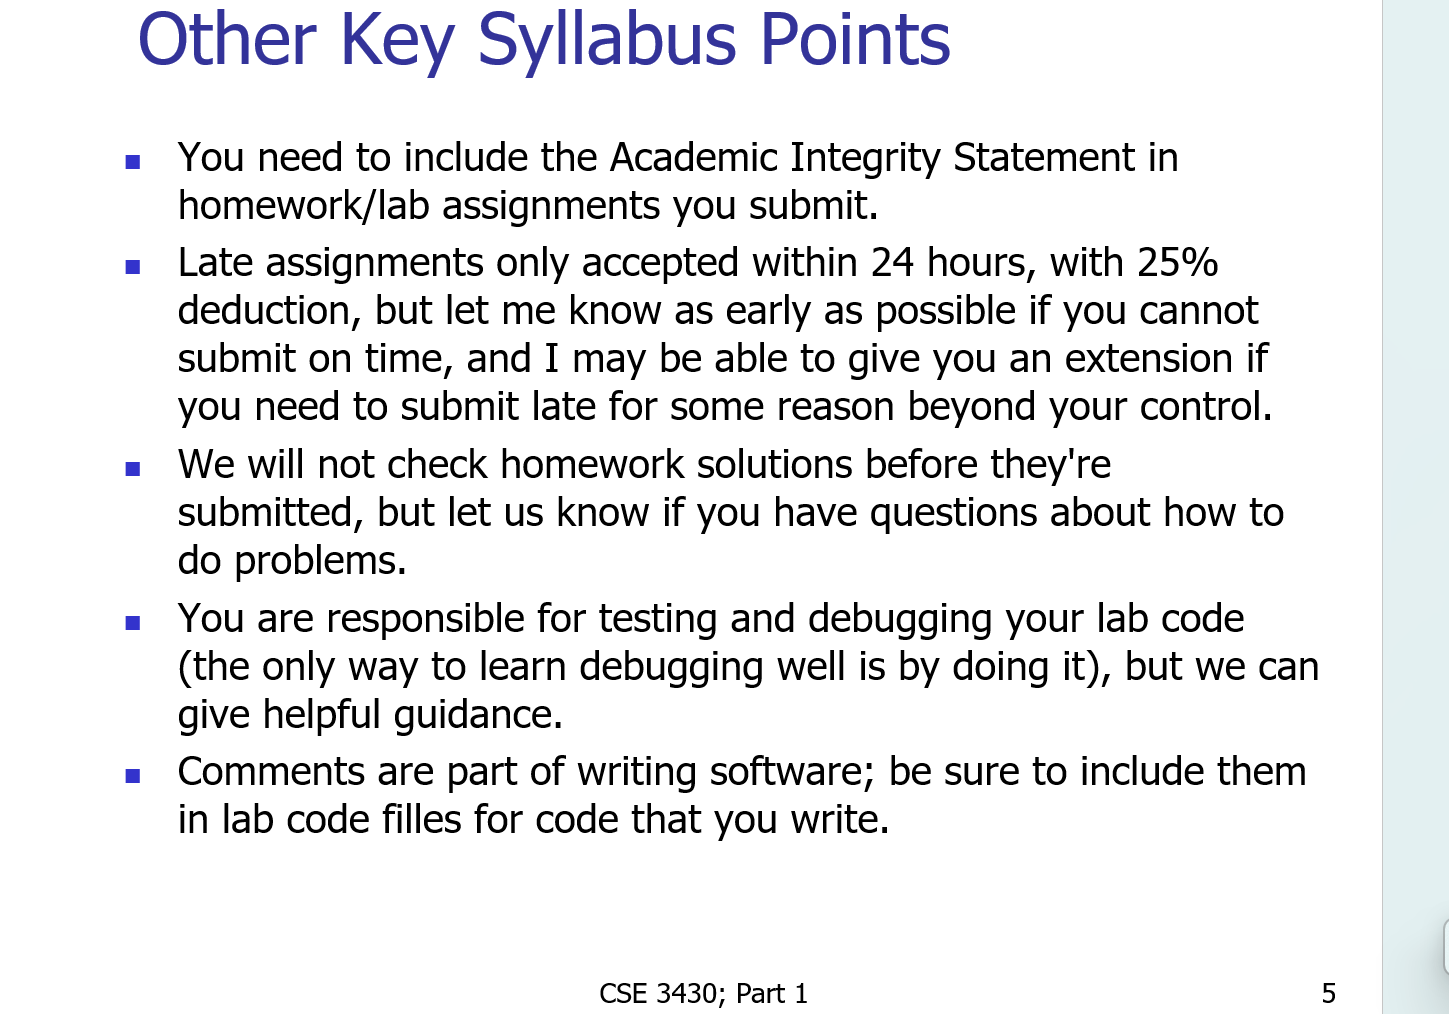 Other Key Syllabus Points
You need to include the Academic Integrity Statement in
homework/lab assignments you submit.
Late assignments only accepted within 24 hours, with 25%
deduction, but let me know as early as possible if you cannot
submit on time, and I may be able to give you an extension if
you need to submit late for some reason beyond your control.
We will not check homework solutions before they're
submitted, but let us know if you have questions about how to
do problems.
You are responsible for testing and debugging your lab code
(the only way to learn debugging well is by doing it), but we can
give helpful guidance.
Comments are part of writing software; be sure to include them
in lab code filles for code that you write.
CSE 3430; Part 1
5